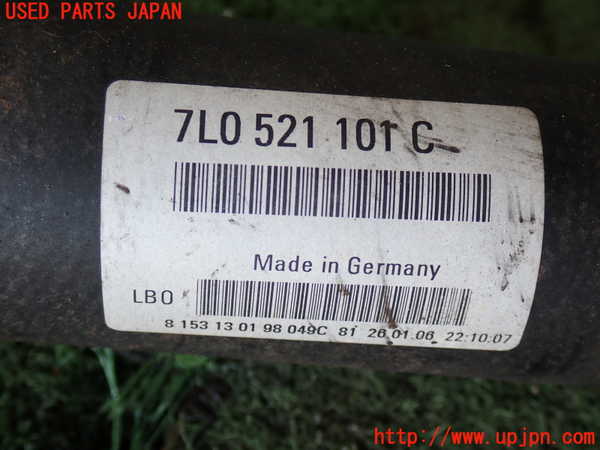 USED PARTS JAPAN
7L0 521 101 C
Made in Germany
LB0
8 153 13 01 98 049C 81 26.01.06 22:10:07
http://www.upjpn.com